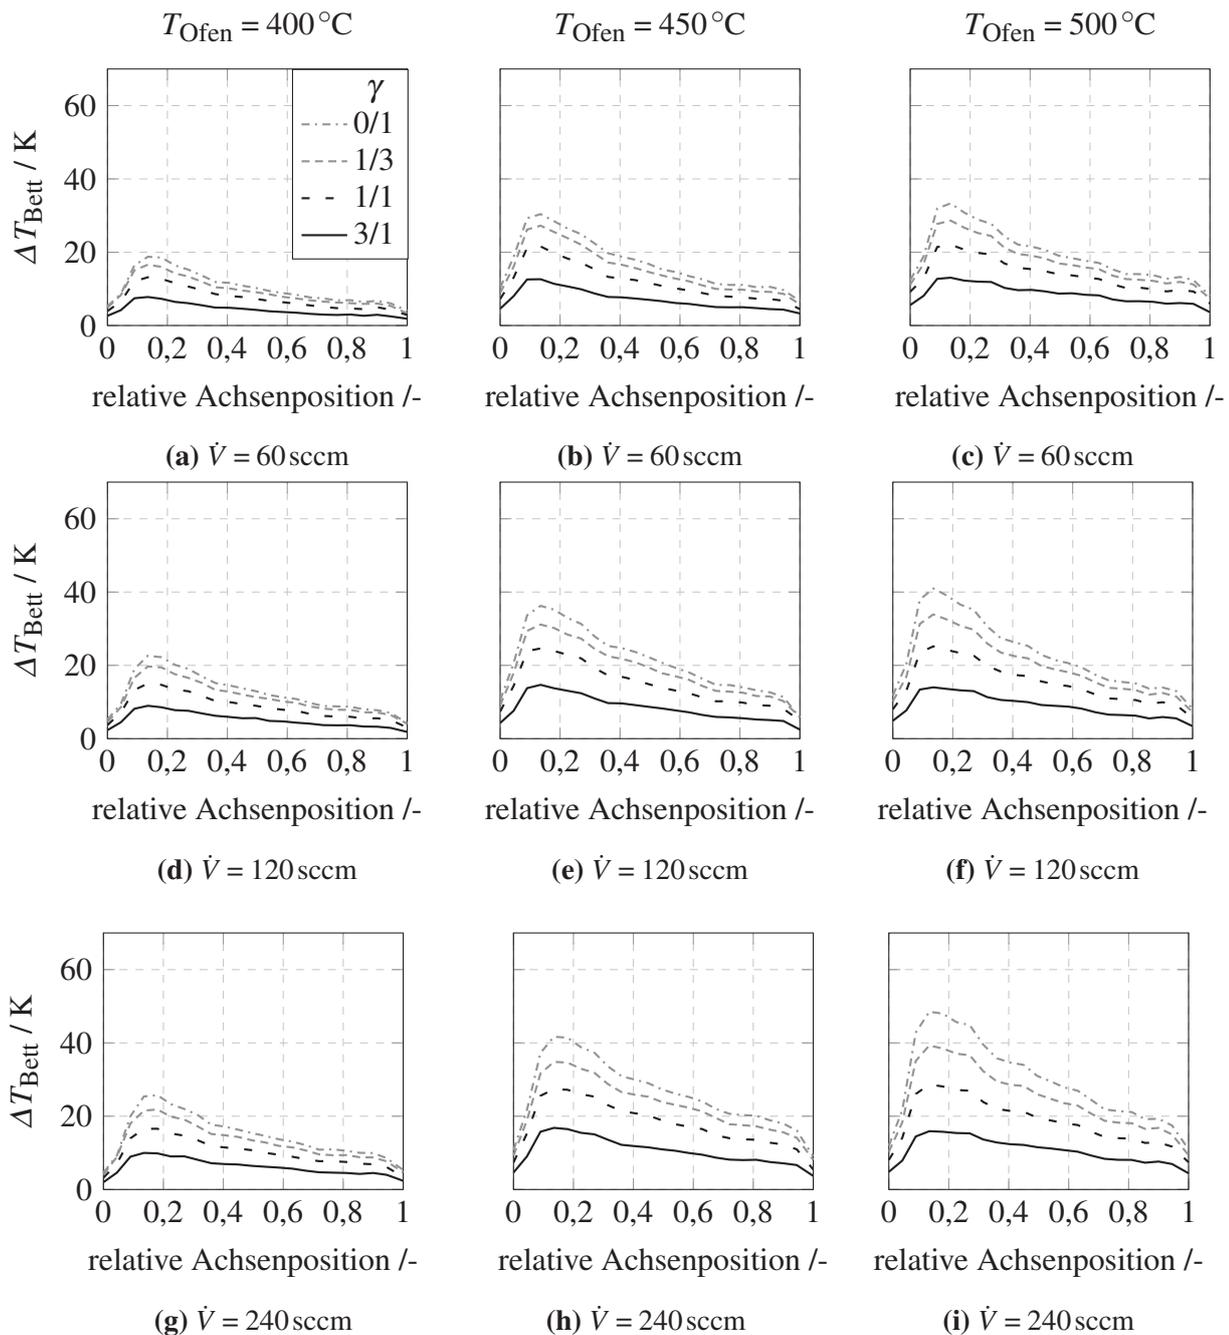 T_Ofen = 400 °C T_Ofen = 450 °C T_Ofen = 500 °C
γ
0/1
1/3
1/1
3/1
ΔT_Bett / K
60
40
20
0
0 0,2 0,4 0,6 0,8 1
relative Achsenposition /-
(a) V̇ = 60 sccm
0 0,2 0,4 0,6 0,8 1
relative Achsenposition /-
(b) V̇ = 60 sccm
0 0,2 0,4 0,6 0,8 1
relative Achsenposition /-
(c) V̇ = 60 sccm
ΔT_Bett / K
60
40
20
0
0 0,2 0,4 0,6 0,8 1
relative Achsenposition /-
(d) V̇ = 120 sccm
0 0,2 0,4 0,6 0,8 1
relative Achsenposition /-
(e) V̇ = 120 sccm
0 0,2 0,4 0,6 0,8 1
relative Achsenposition /-
(f) V̇ = 120 sccm
ΔT_Bett / K
60
40
20
0
0 0,2 0,4 0,6 0,8 1
relative Achsenposition /-
(g) V̇ = 240 sccm
0 0,2 0,4 0,6 0,8 1
relative Achsenposition /-
(h) V̇ = 240 sccm
0 0,2 0,4 0,6 0,8 1
relative Achsenposition /-
(i) V̇ = 240 sccm